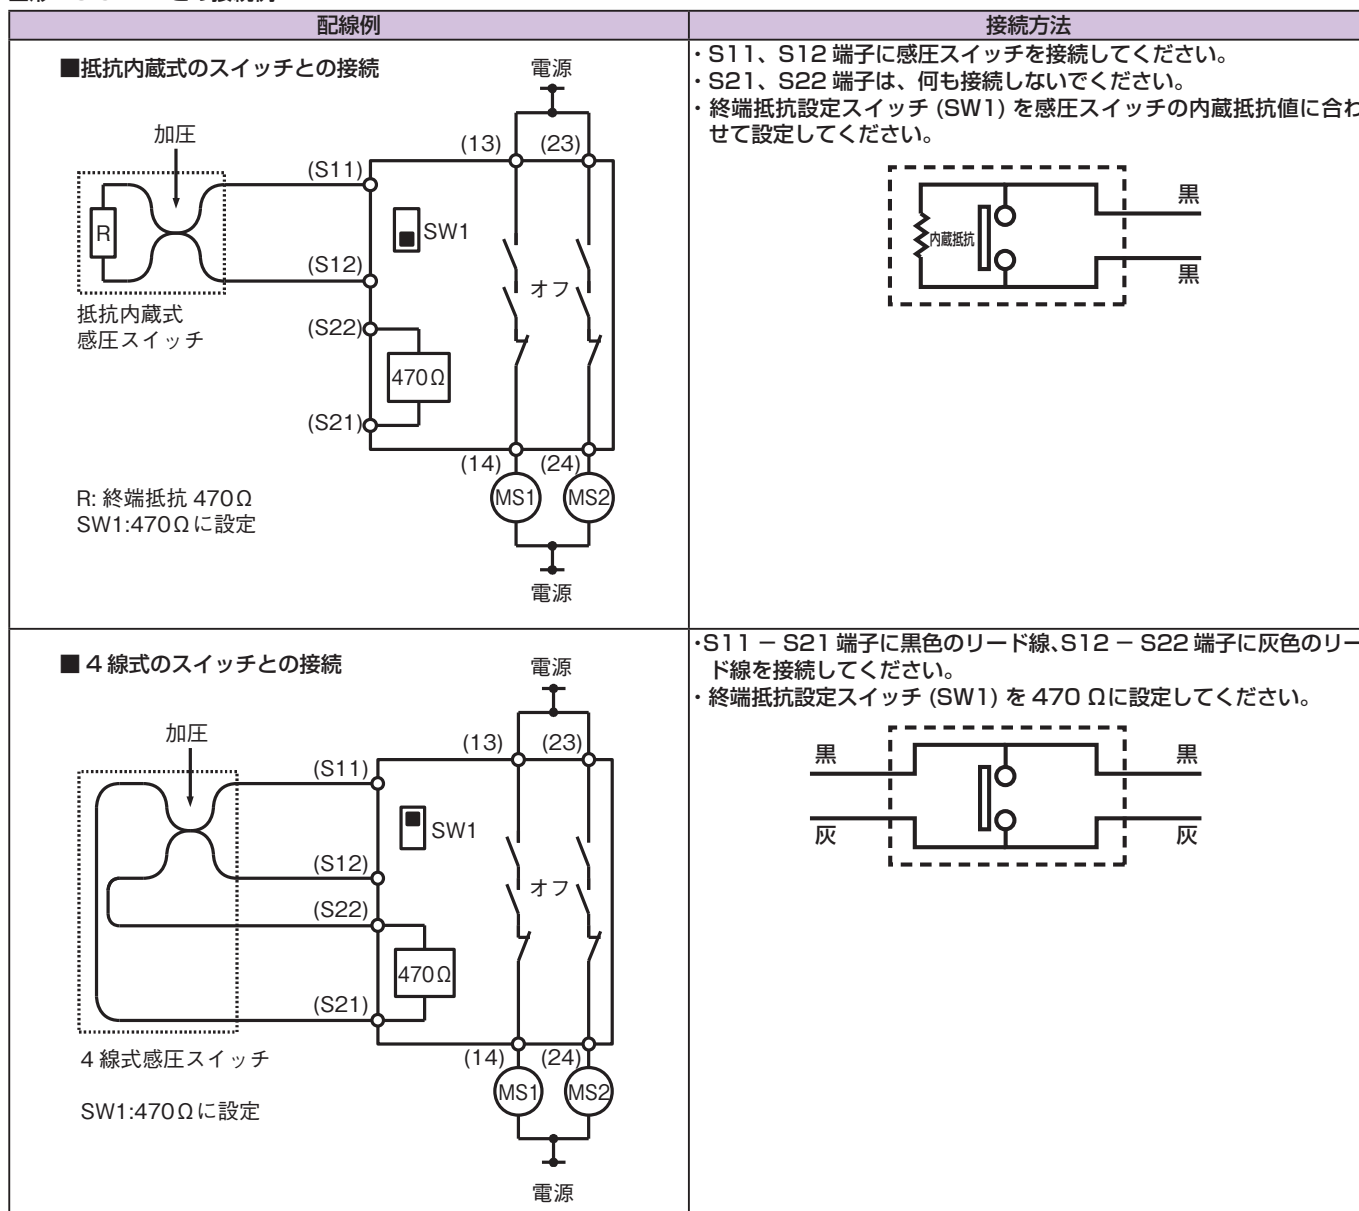 配線例
接続方法
■抵抗内蔵式のスイッチとの接続
電源
加圧
(13)
(23)
(S11)
R
SW1
(S12)
オフ
抵抗内蔵式
感圧スイッチ
(S22)
470Ω
(S21)
(14)
(24)
MS1
MS2
R: 終端抵抗 470Ω
SW1:470Ωに設定
電源
・S11、S12 端子に感圧スイッチを接続してください。
・S21、S22 端子は、何も接続しないでください。
・終端抵抗設定スイッチ (SW1) を感圧スイッチの内蔵抵抗値に合わ
せて設定してください。
黒
内蔵抵抗
黒
■ 4 線式のスイッチとの接続
電源
加圧
(13)
(23)
(S11)
SW1
(S12)
オフ
(S22)
470Ω
(S21)
4 線式感圧スイッチ
(14)
(24)
MS1
MS2
SW1:470Ωに設定
電源
・S11 － S21 端子に黒色のリード線、S12 － S22 端子に灰色のリー
ド線を接続してください。
・終端抵抗設定スイッチ (SW1) を 470 Ωに設定してください。
黒
黒
灰
灰